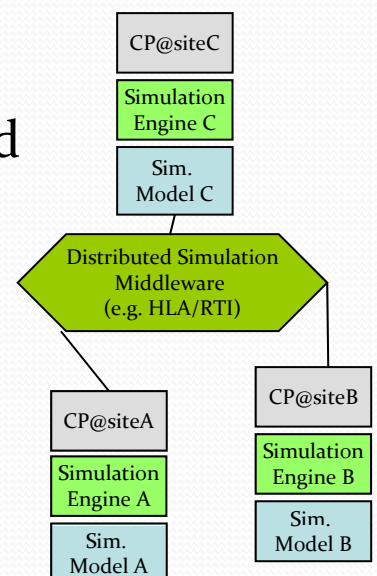 CP@siteC
Simulation
Engine C
Sim.
Model C
d
Distributed Simulation
Middleware
(e.g. HLA/RTI)
CP@siteA
Simulation
Engine A
Sim.
Model A
CP@siteB
Simulation
Engine B
Sim.
Model B